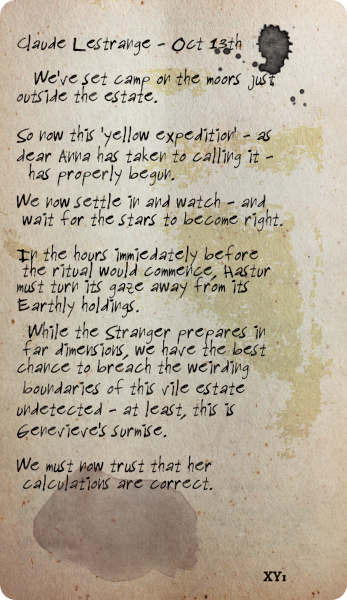 Claude Lestrange - Oct 13th
We've set camp on the moors just
outside the estate.
So now this 'yellow expedition' - as
dear Anna has taken to calling it -
has properly begun.
We now settle in and watch - and
wait for the stars to become right.
In the hours immiedately before
the ritual would commence, Hastur
must turn its gaze away from its
Earthly holdings.
While the Stranger prepares in
far dimensions, we have the best
chance to breach the weirding
boundaries of this vile estate
undetected - at least, this is
Genevieve's surmise.
We must now trust that her
calculations are correct.
XY1